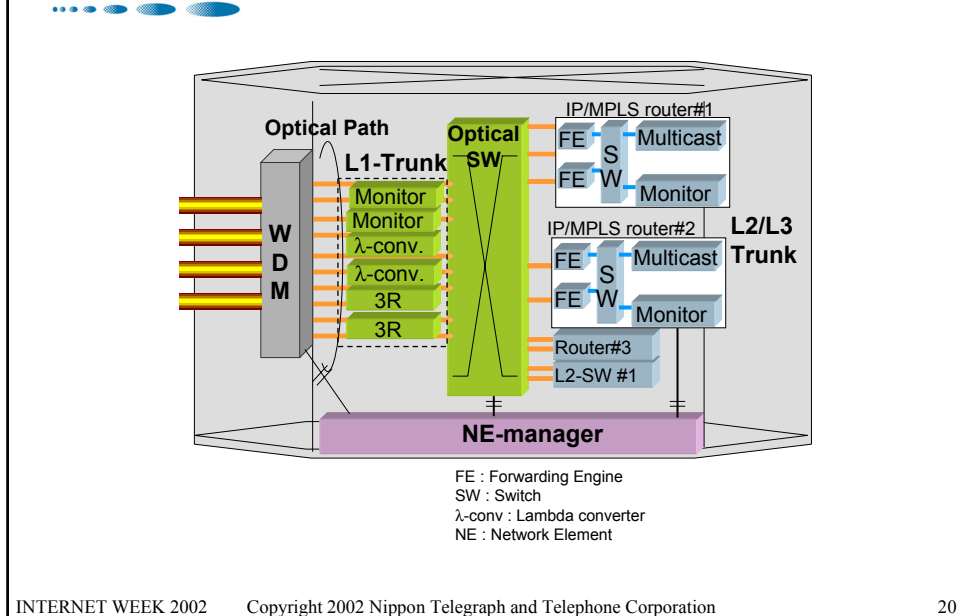 IP/MPLS router#1
Optical Path
Optical
SW
FE
SW
Multicast
L1-Trunk
FE
Monitor
Monitor
Monitor
λ-conv.
λ-conv.
3R
3R
WDM
IP/MPLS router#2
L2/L3
Trunk
FE
SW
Multicast
FE
Monitor
Router#3
L2-SW #1
NE-manager
FE : Forwarding Engine
SW : Switch
λ-conv : Lambda converter
NE : Network Element
INTERNET WEEK 2002 Copyright 2002 Nippon Telegraph and Telephone Corporation 20